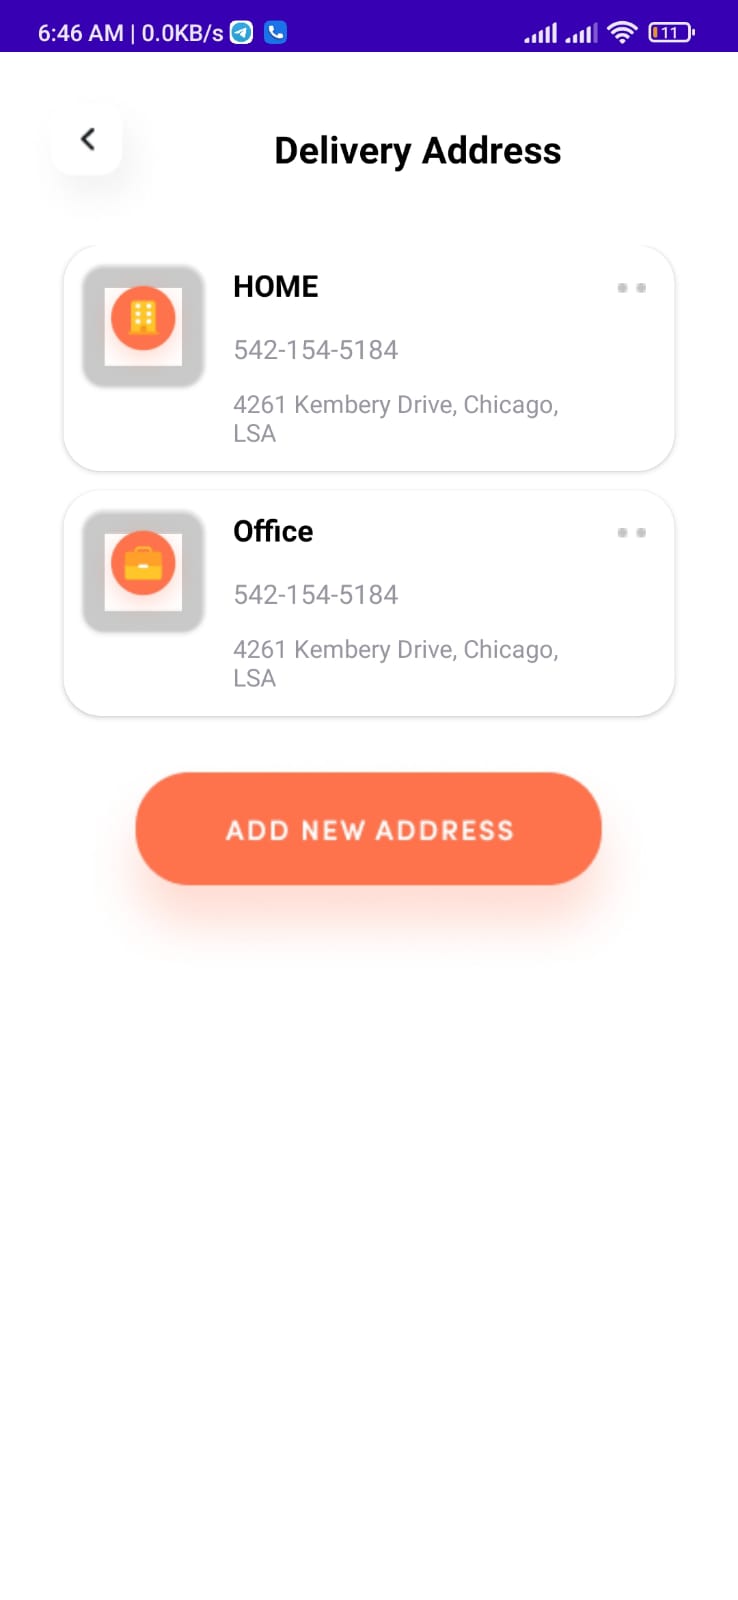 6:46 AM | 0.0KB/s 11
Delivery Address
HOME
542-154-5184
4261 Kembery Drive, Chicago,
LSA
Office
542-154-5184
4261 Kembery Drive, Chicago,
LSA
ADD NEW ADDRESS